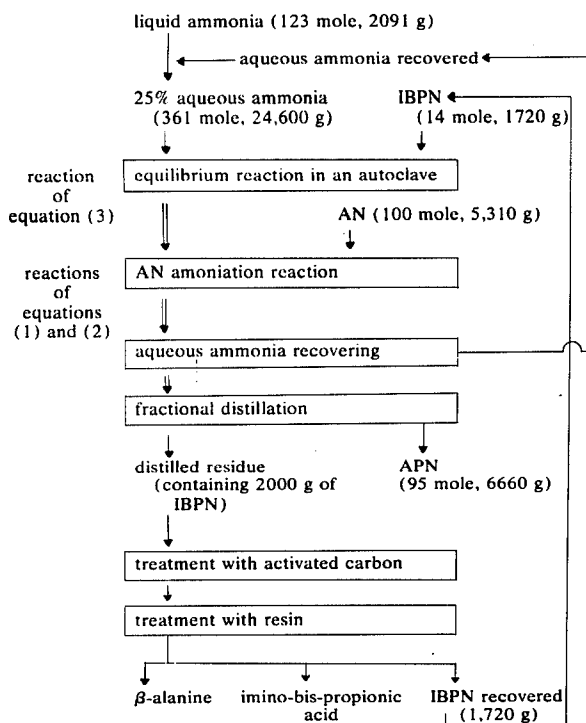 liquid ammonia (123 mole, 2091 g)
aqueous ammonia recovered
25% aqueous ammonia
(361 mole, 24,600 g)
IBPN
(14 mole, 1720 g)
reaction
of
equation (3)
equilibrium reaction in an autoclave
AN (100 mole, 5,310 g)
reactions
of
equations
(1) and (2)
AN amoniation reaction
aqueous ammonia recovering
fractional distillation
distilled residue
(containing 2000 g of
IBPN)
APN
(95 mole, 6660 g)
treatment with activated carbon
treatment with resin
β-alanine
imino-bis-propionic
acid
IBPN recovered
(1,720 g)